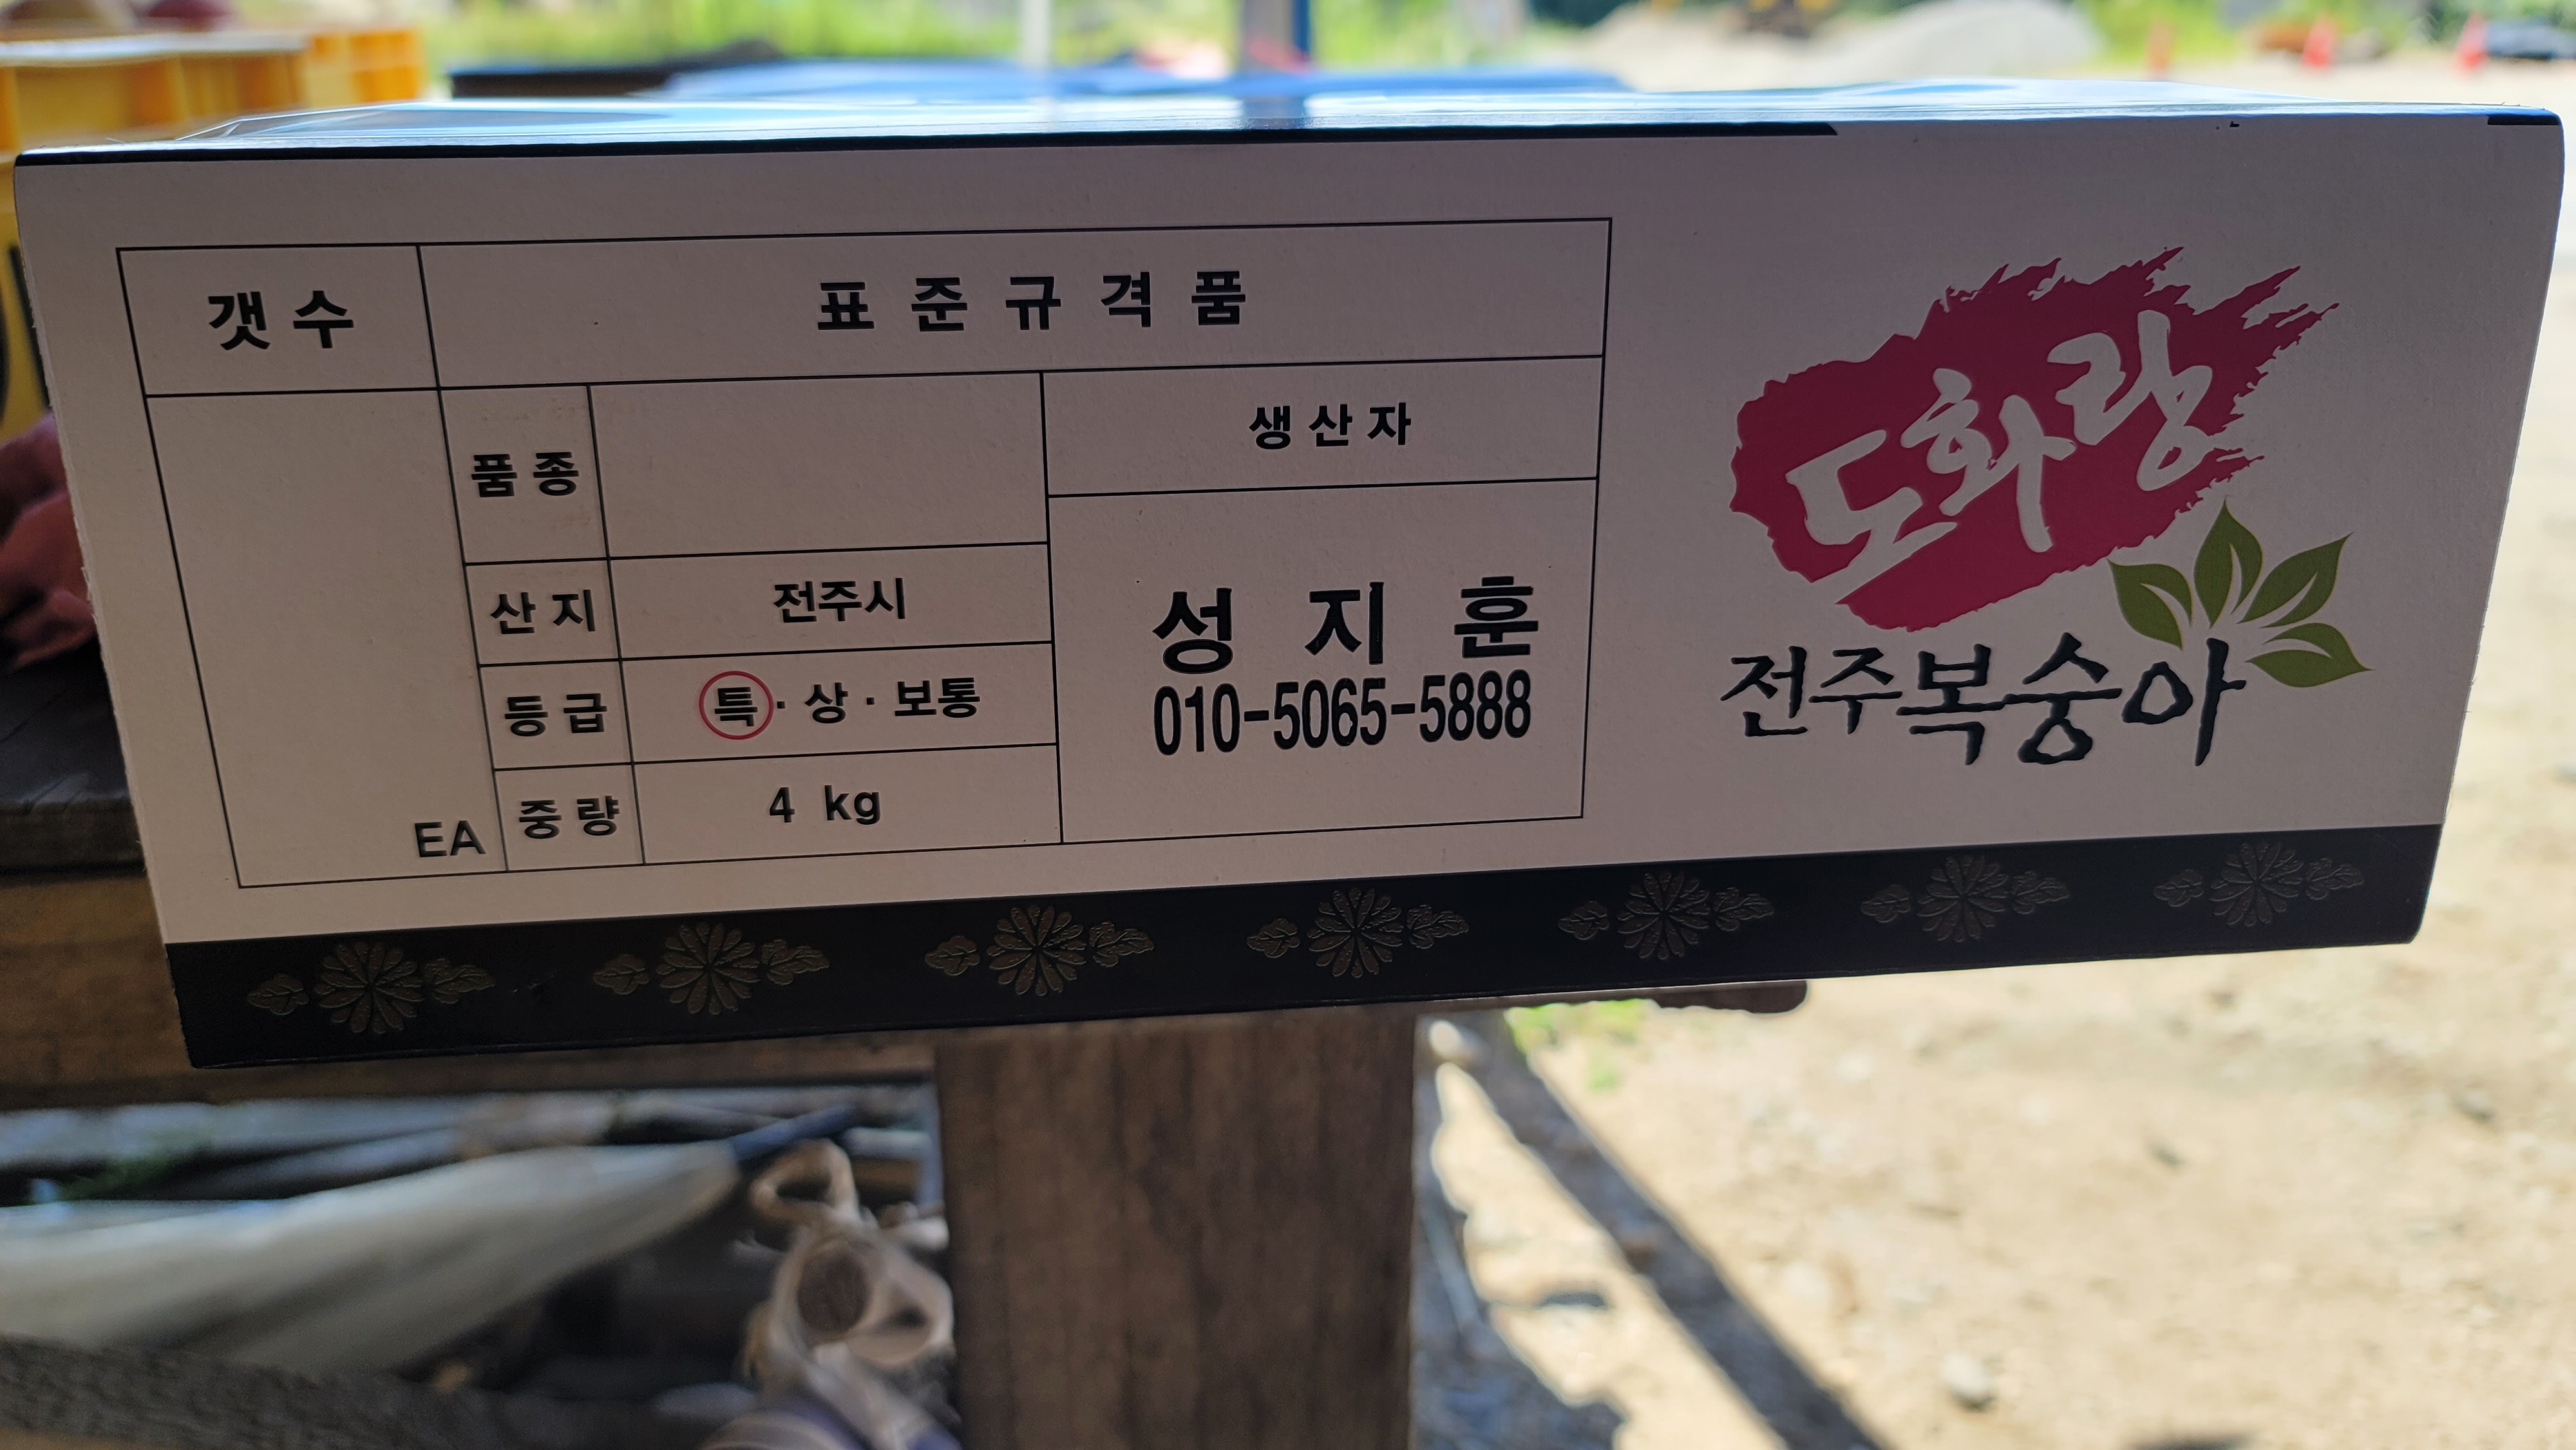 갯수
표준규격품
품종
생산자
산지
전주시
성지훈
010-5065-5888
등급
특 · 상 · 보통
중량
4 kg
EA
도화랑
전주복숭아